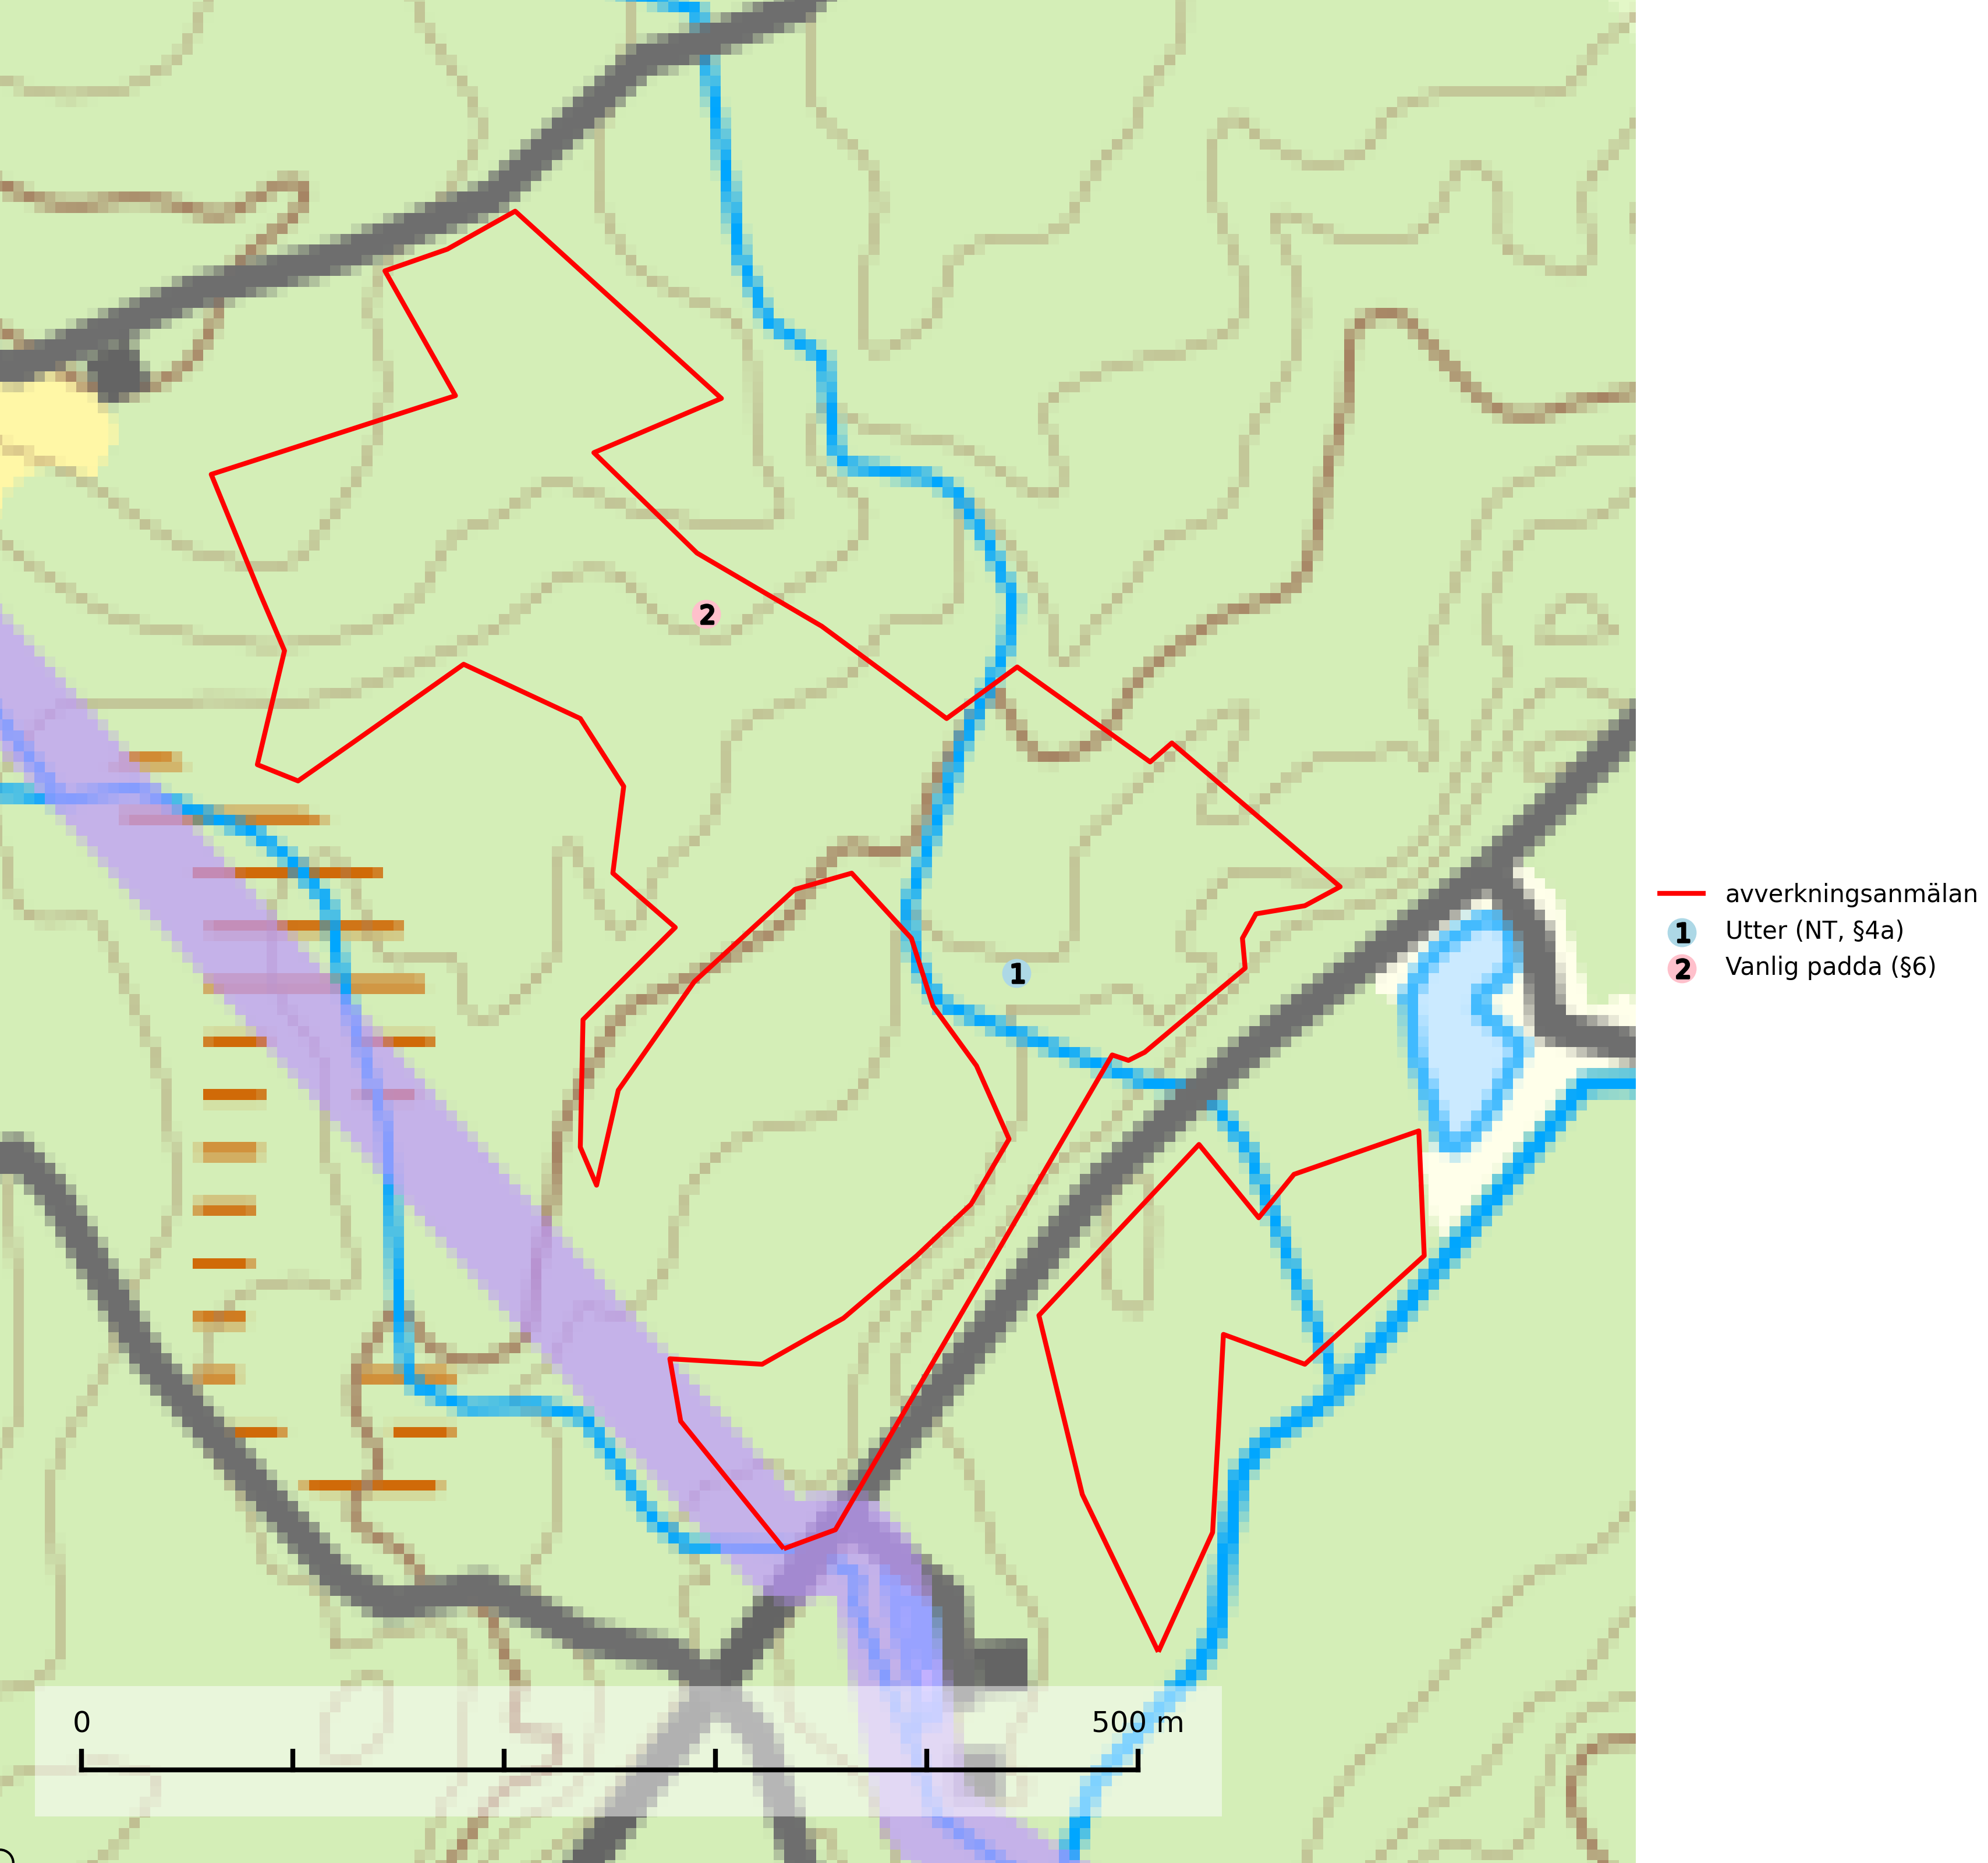 2
1
avverkningsanmälan
1 Utter (NT, §4a)
2 Vanlig padda (§6)
0 500 m